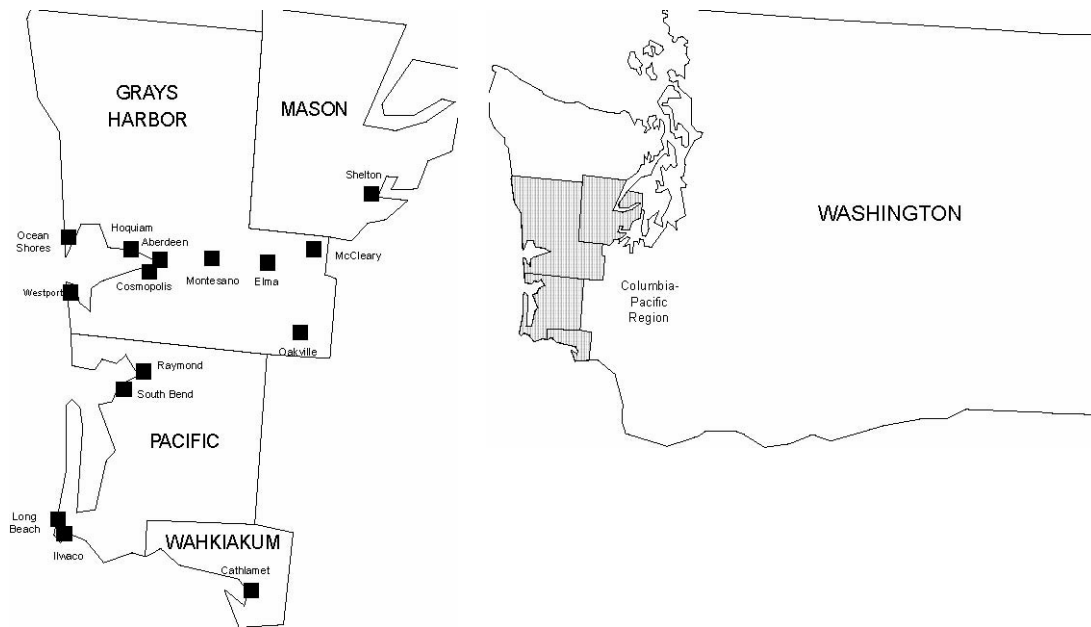 GRAYS
HARBOR
MASON
Shelton
Ocean
Shores
Hoquiam
Aberdeen
McCleary
Cosmopolis
Montesano
Elma
Westport
Oakville
Raymond
South Bend
PACIFIC
Long
Beach
Ilwaco
WAHKIAKUM
Cathlamet
WASHINGTON
Columbia-
Pacific
Region